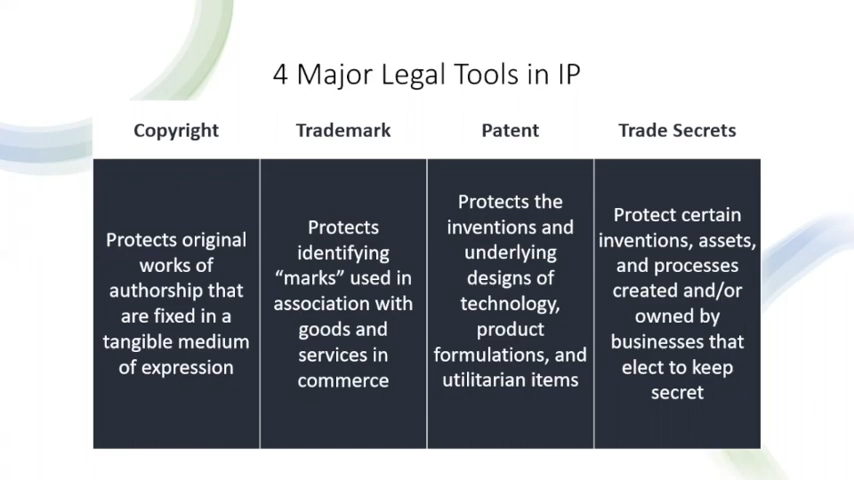 4 Major Legal Tools in IP
Copyright
Trademark
Patent
Trade Secrets
Protects original
works of
authorship that
are fixed in a
tangible medium
of expression
Protects
identifying
“marks” used in
association with
goods and
services in
commerce
Protects the
inventions and
underlying
designs of
technology,
product
formulations, and
utilitarian items
Protect certain
inventions, assets,
and processes
created and/or
owned by
businesses that
elect to keep
secret